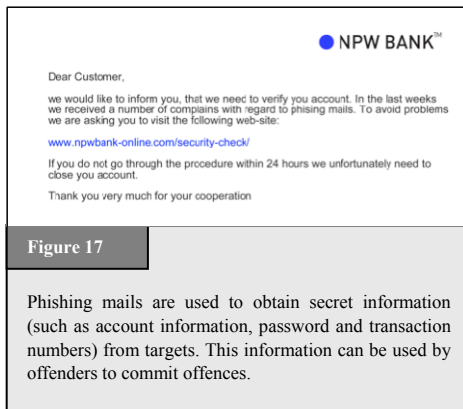 NPW BANK™
Dear Customer,
we would like to inform you, that we need to verify you account. In the last weeks
we received a number of complains with regard to phising mails. To avoid problems
we are asking you to visit the following web-site:
www.npwbank-online.com/security-check/
If you do not go through the procedure within 24 hours we unfortunately need to
close you account.
Thank you very much for your cooperation
Figure 17
Phishing mails are used to obtain secret information
(such as account information, password and transaction
numbers) from targets. This information can be used by
offenders to commit offences.